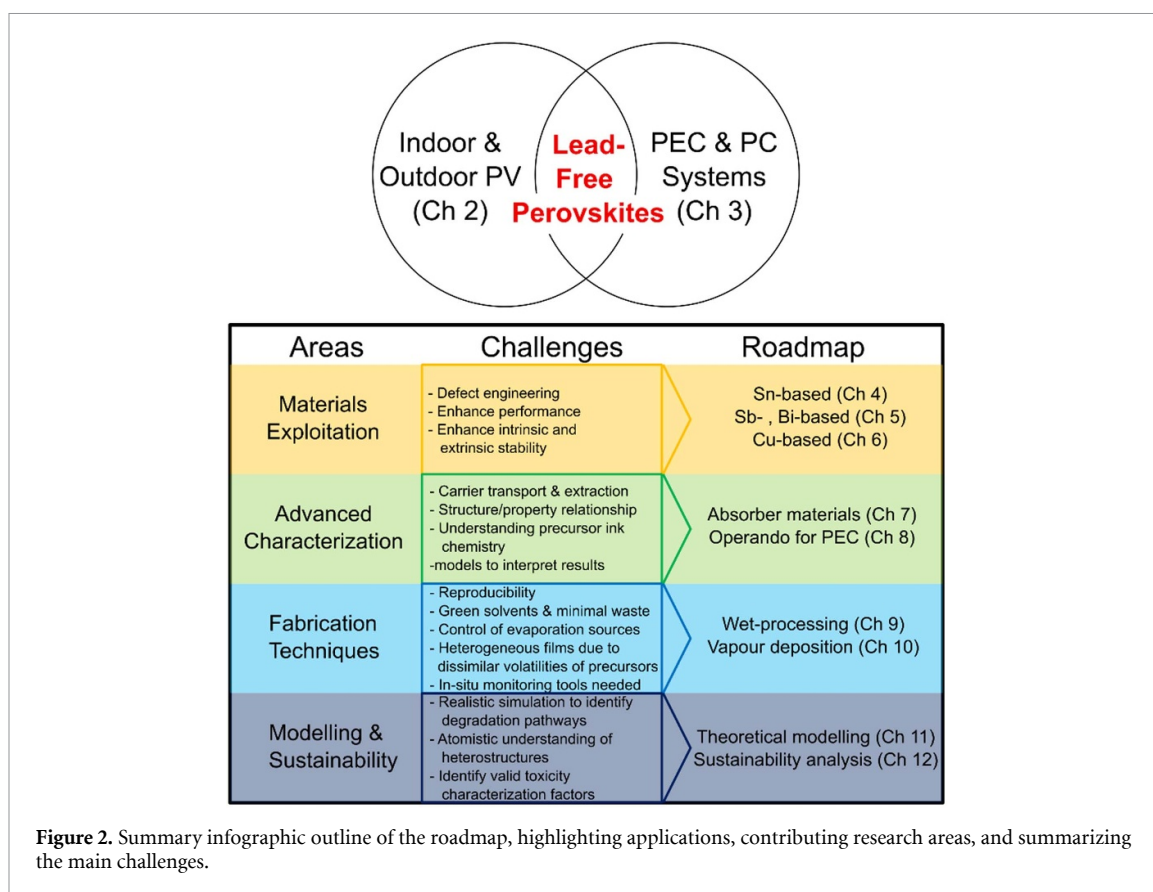 Indoor &
Outdoor PV
(Ch 2)
Lead-
Free
Perovskites
PEC & PC
Systems
(Ch 3)
Areas
Challenges
Roadmap
Materials
Exploitation
- Defect engineering
- Enhance performance
- Enhance intrinsic and
extrinsic stability
Sn-based (Ch 4)
Sb- , Bi-based (Ch 5)
Cu-based (Ch 6)
Advanced
Characterization
- Carrier transport & extraction
- Structure/property relationship
- Understanding precursor ink
chemistry
-models to interpret results
Absorber materials (Ch 7)
Operando for PEC (Ch 8)
Fabrication
Techniques
- Reproducibility
- Green solvents & minimal waste
- Control of evaporation sources
- Heterogeneous films due to
dissimilar volatilities of precursors
- In-situ monitoring tools needed
Wet-processing (Ch 9)
Vapour deposition (Ch 10)
Modelling &
Sustainability
- Realistic simulation to identify
degradation pathways
- Atomistic understanding of
heterostructures
- Identify valid toxicity
characterization factors
Theoretical modelling (Ch 11)
Sustainability analysis (Ch 12)
Figure 2. Summary infographic outline of the roadmap, highlighting applications, contributing research areas, and summarizing
the main challenges.